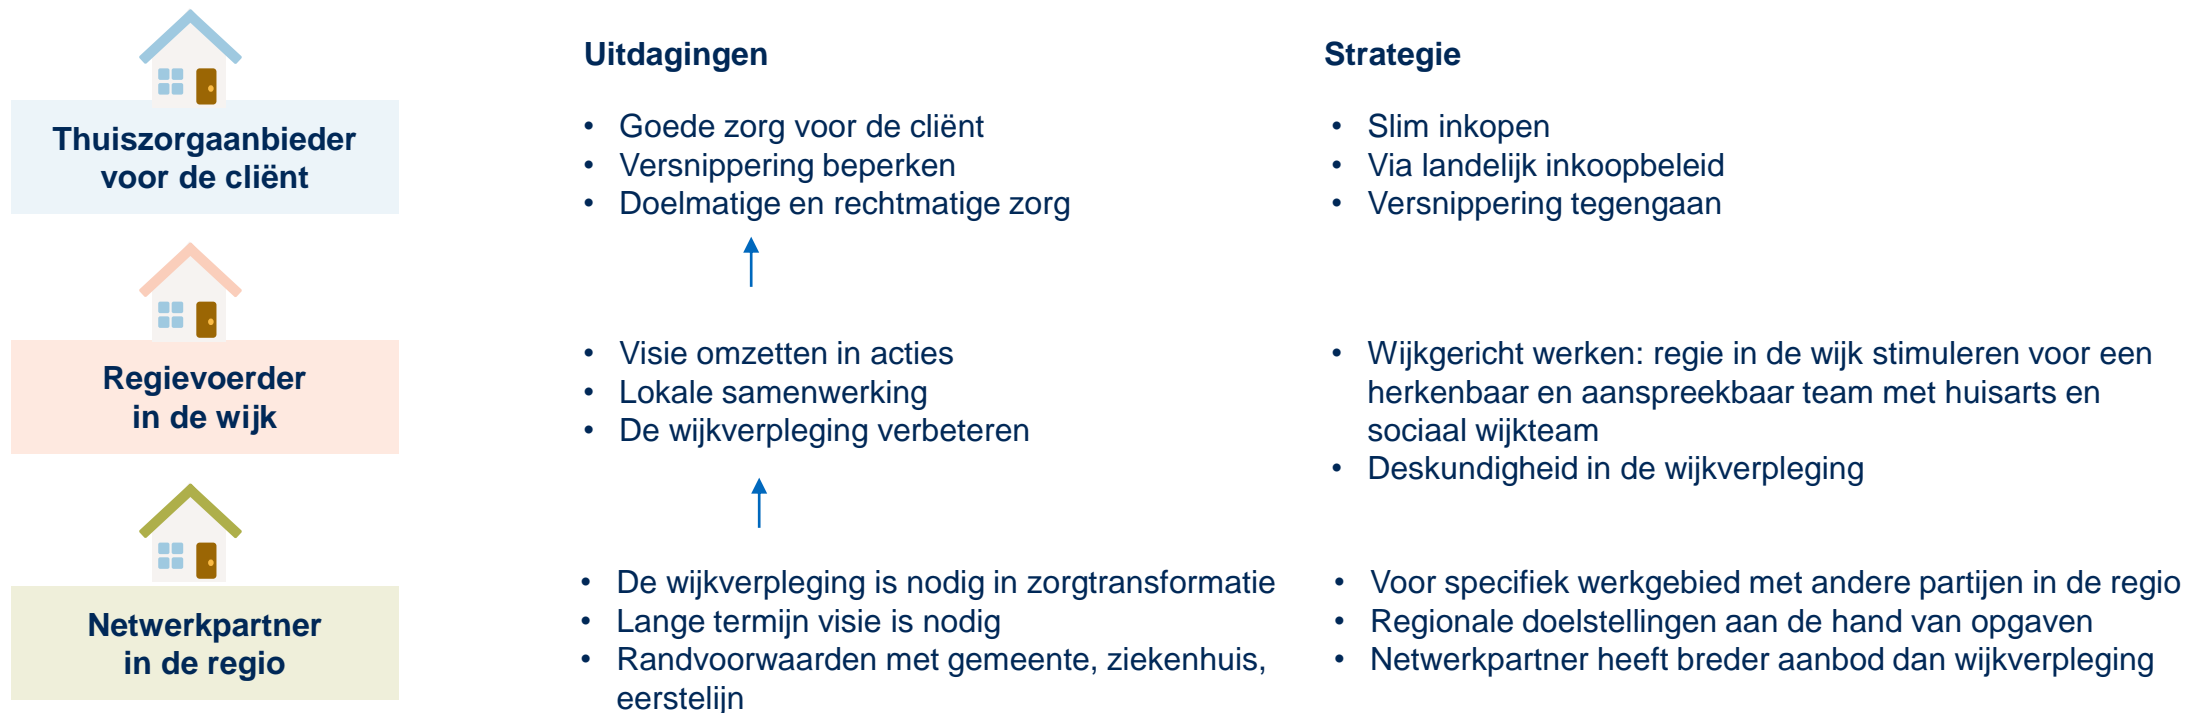 Uitdagingen
Strategie
Thuiszorgaanbieder
voor de cliënt
• Goede zorg voor de cliënt
• Versnippering beperken
• Doelmatige en rechtmatige zorg
• Slim inkopen
• Via landelijk inkoopbeleid
• Versnippering tegengaan
Regievoerder
in de wijk
• Visie omzetten in acties
• Lokale samenwerking
• De wijkverpleging verbeteren
• Wijkgericht werken: regie in de wijk stimuleren voor een
herkenbaar en aanspreekbaar team met huisarts en
sociaal wijkteam
• Deskundigheid in de wijkverpleging
Netwerkpartner
in de regio
• De wijkverpleging is nodig in zorgtransformatie
• Lange termijn visie is nodig
• Randvoorwaarden met gemeente, ziekenhuis,
eerstelijn
• Voor specifiek werkgebied met andere partijen in de regio
• Regionale doelstellingen aan de hand van opgaven
• Netwerkpartner heeft breder aanbod dan wijkverpleging